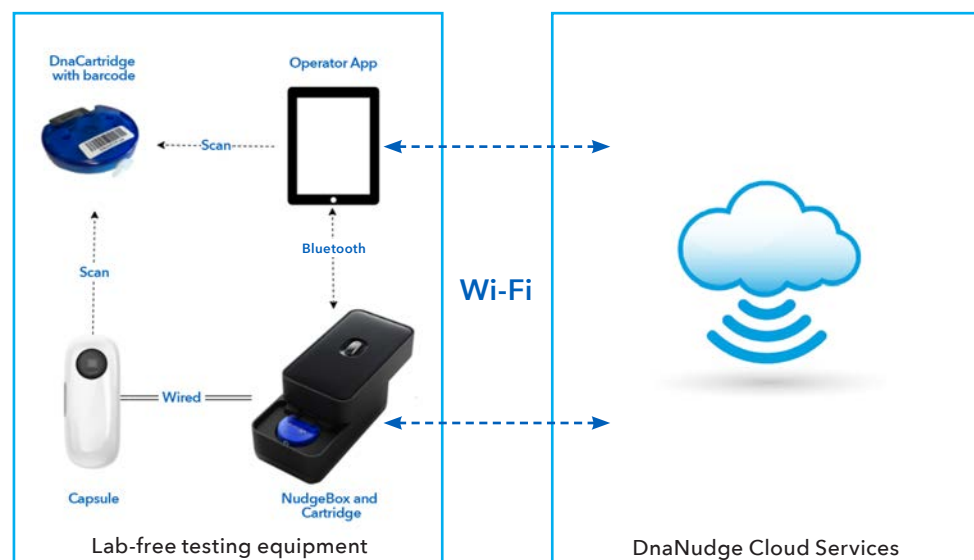 DnaCartridge
with barcode
Operator App
Scan
Bluetooth
Scan
Wi-Fi
Wired
Capsule
NudgeBox and
Cartridge
Lab-free testing equipment
DnaNudge Cloud Services